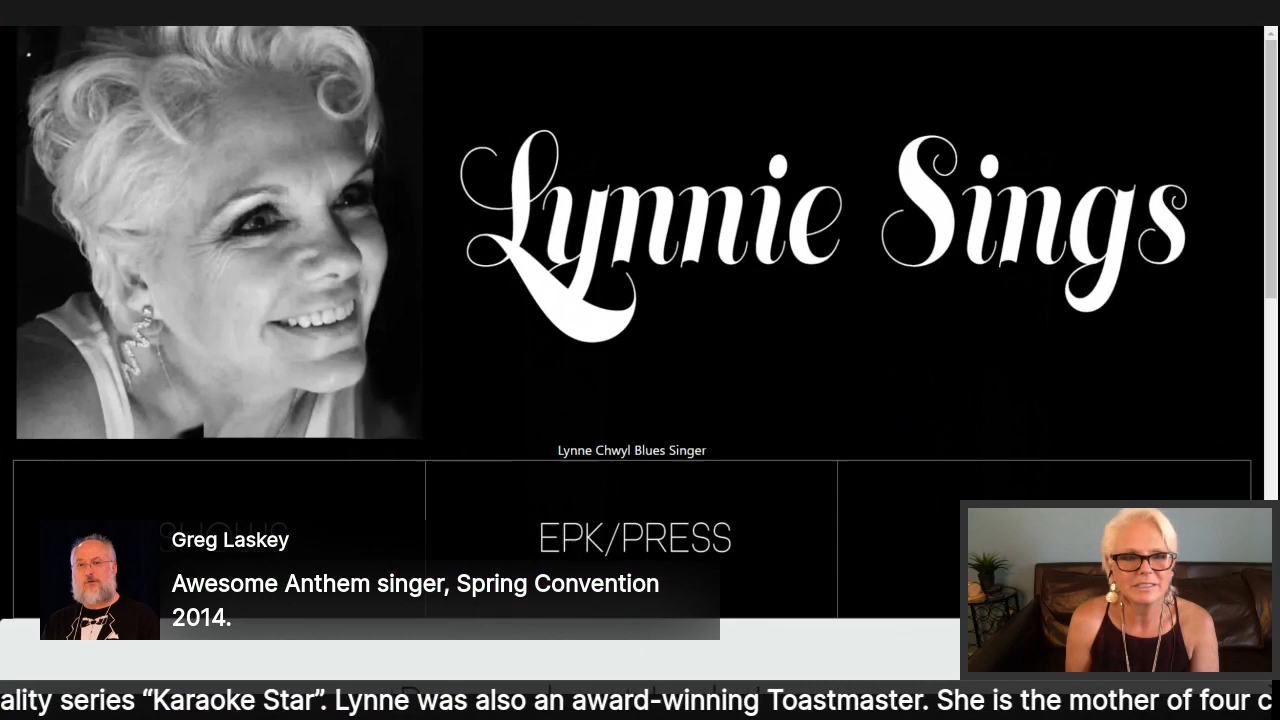 Lynnie Sings
Lynne Chwyl Blues Singer
SHOWS
EPK/PRESS
Greg Laskey
Awesome Anthem singer, Spring Convention
2014.
ality series “Karaoke Star”. Lynne was also an award-winning Toastmaster. She is the mother of four c